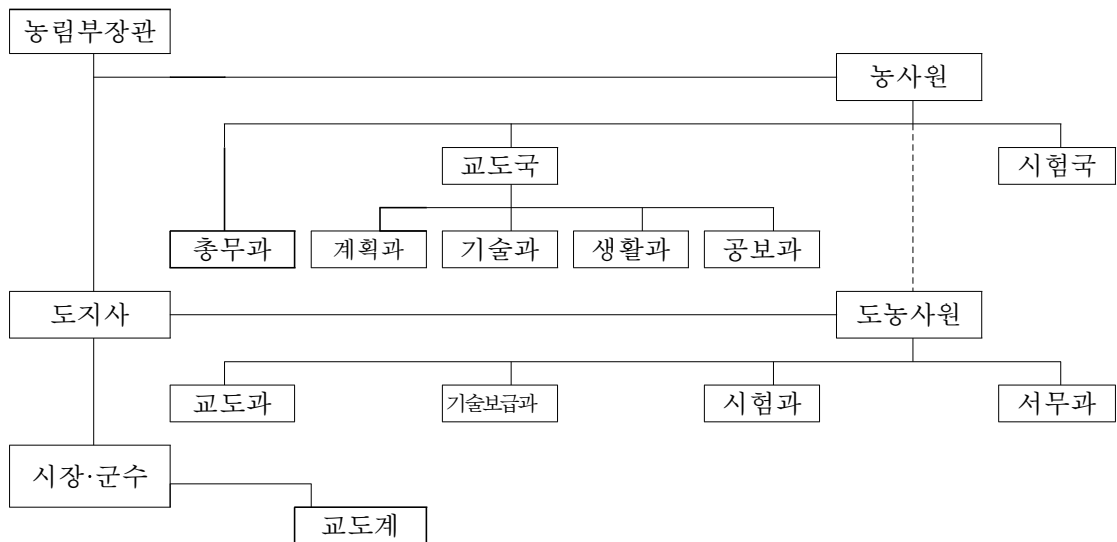 농림부장관
농사원
교도국
시험국
총무과
계획과
기술과
생활과
공보과
도지사
도농사원
교도과
기술보급과
시험과
서무과
시장·군수
교도계